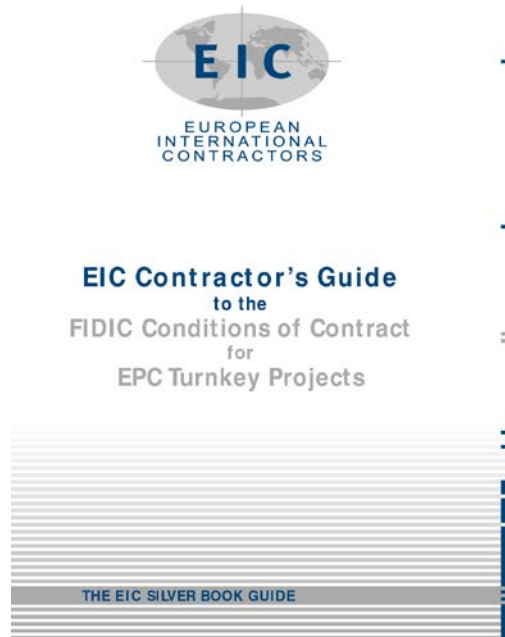 EIC
EUROPEAN
INTERNATIONAL
CONTRACTORS
EIC Contractor's Guide
to the
FIDIC Conditions of Contract
for
EPC Turnkey Projects
THE EIC SILVER BOOK GUIDE